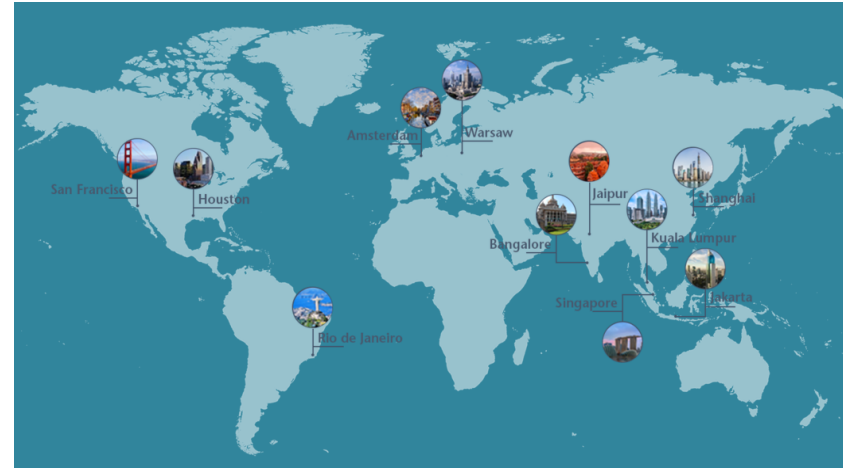 Amsterdam
Warsaw
San Francisco
Houston
Jaipur
Shanghai
Bangalore
Kuala Lumpur
Singapore
Jakarta
Rio de Janeiro